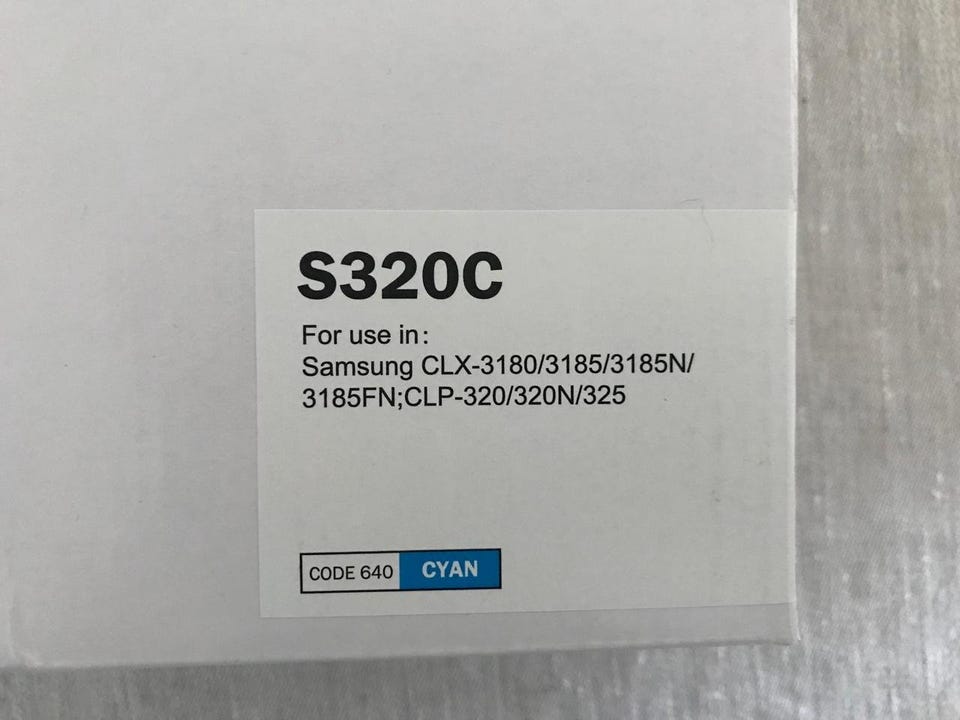 S320C
For use in:
Samsung CLX-3180/3185/3185N/
3185FN;CLP-320/320N/325
CODE 640 CYAN